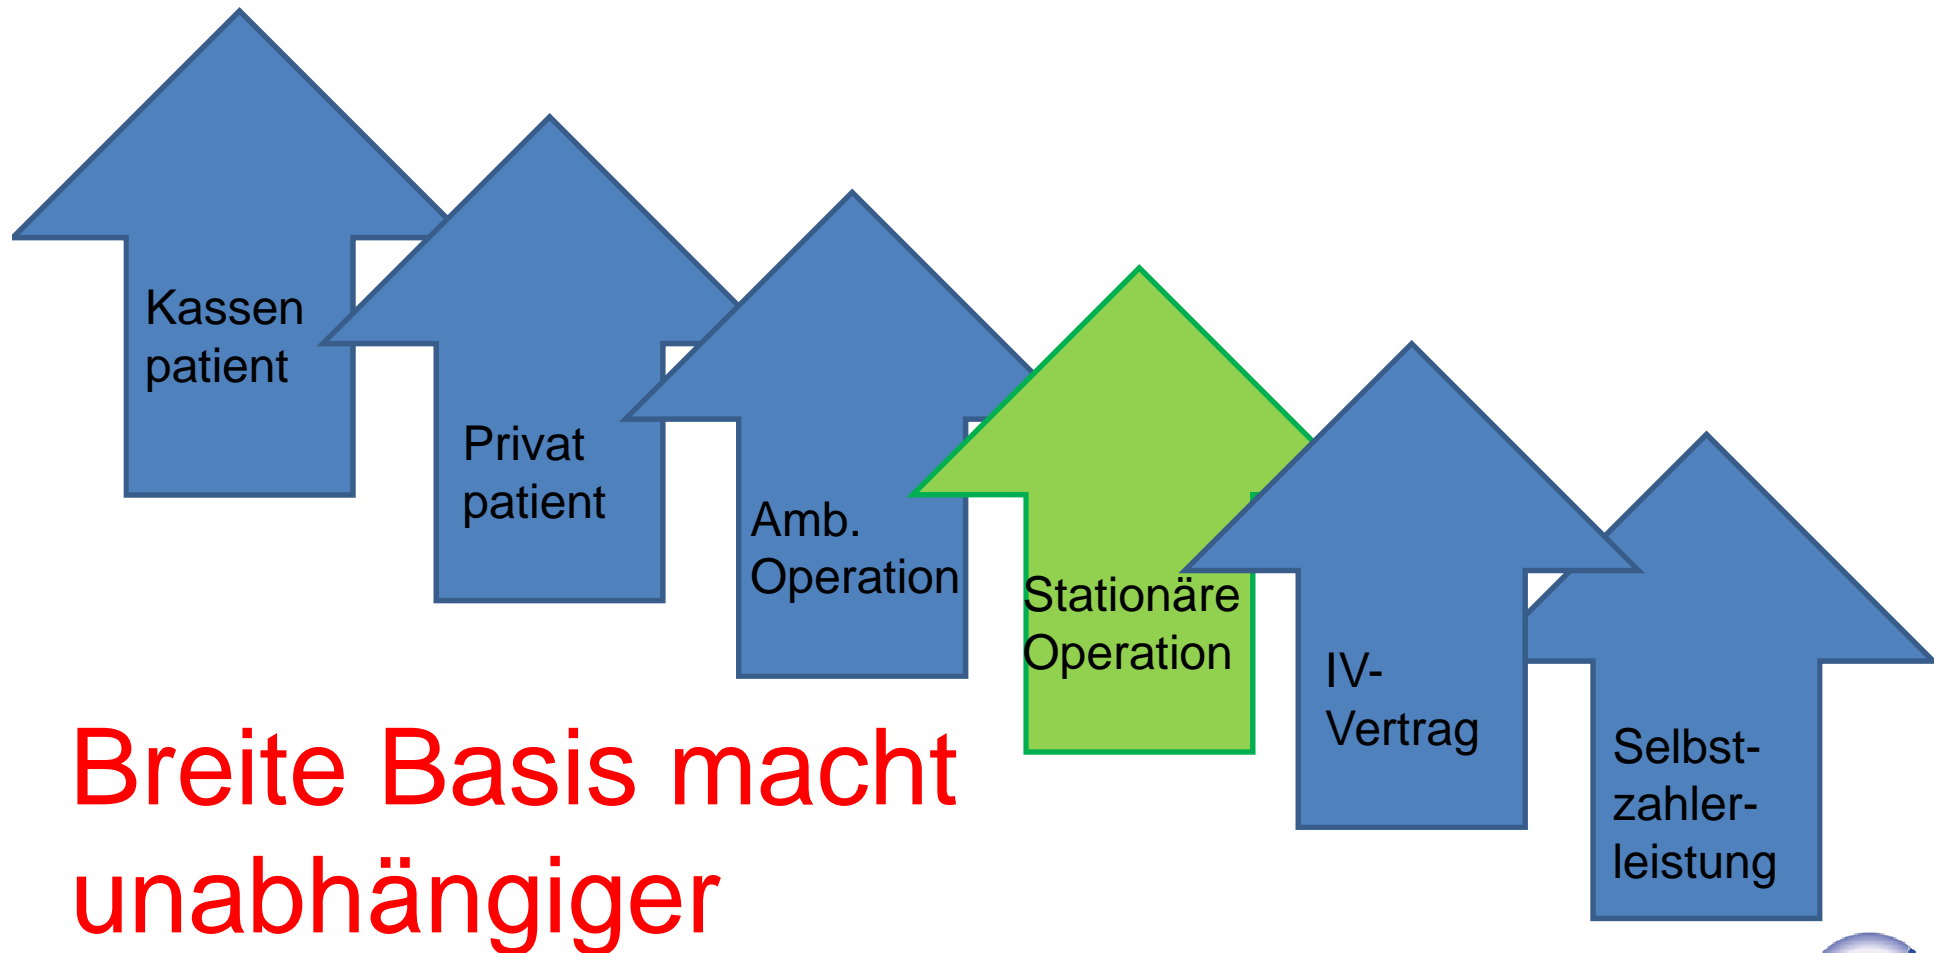 Kassen
patient
Privat
patient
Amb.
Operation
Stationäre
Operation
IV-
Vertrag
Selbst-
zahler-
leistung
Breite Basis macht
unabhängiger